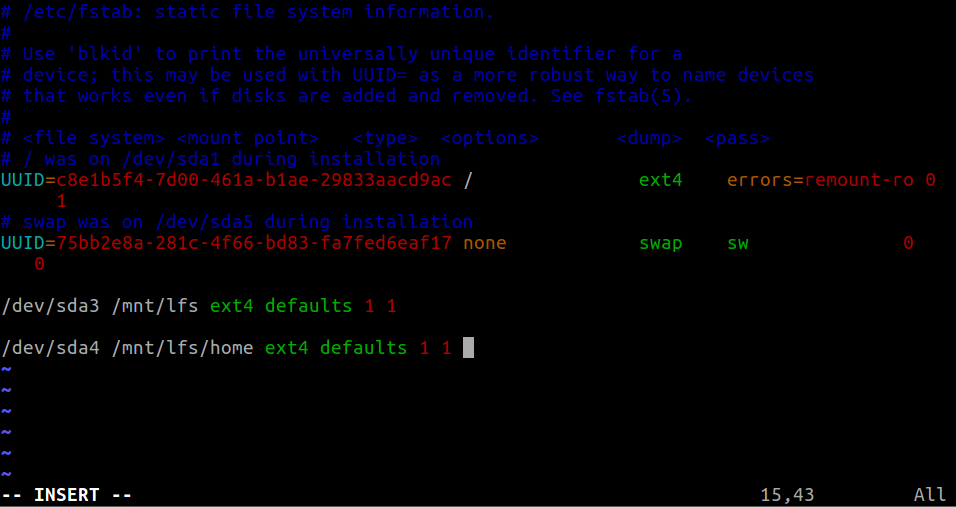 # /etc/fstab: static file system information.
#
# Use 'blkid' to print the universally unique identifier for a
# device; this may be used with UUID= as a more robust way to name devices
# that works even if disks are added and removed. See fstab(5).
#
# <file system> <mount point>   <type>  <options>       <dump>  <pass>
# / was on /dev/sda1 during installation
UUID=c8e1b5f4-7d00-461a-b1ae-29833aacd9ac /               ext4    errors=remount-ro 0
     1
# swap was on /dev/sda5 during installation
UUID=75bb2e8a-281c-4f66-bd83-fa7fed6eaf17 none            swap    sw              0
   0
/dev/sda3 /mnt/lfs ext4 defaults 1 1
/dev/sda4 /mnt/lfs/home ext4 defaults 1 1
~
~
~
~
~
~
-- INSERT --                                                         15,43         All